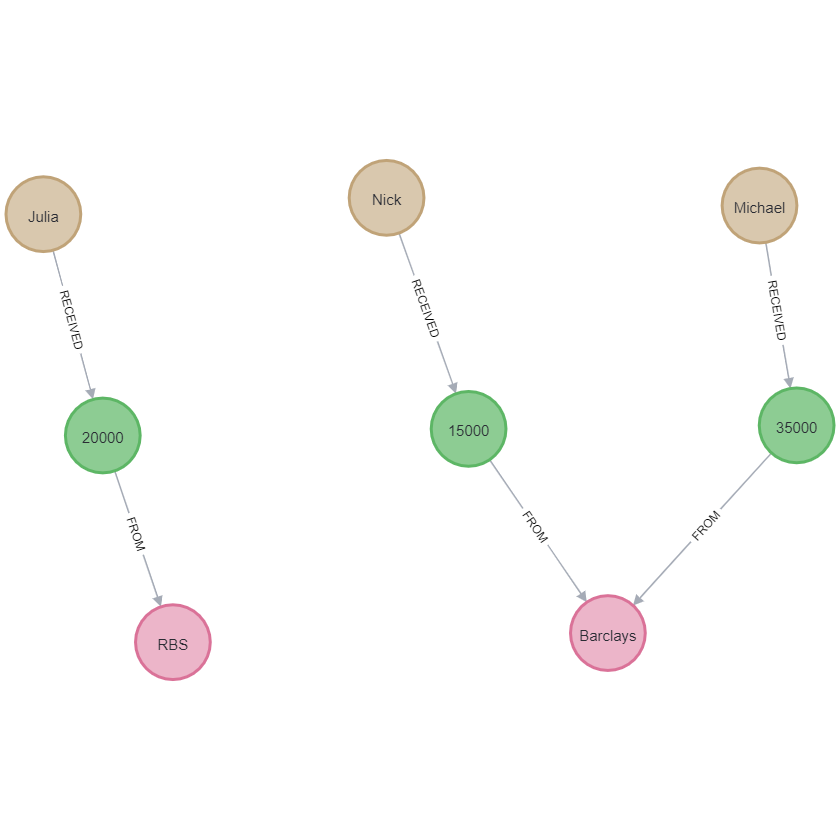 Julia
Nick
Michael
RECEIVED
RECEIVED
RECEIVED
20000
15000
35000
FROM
FROM
FROM
RBS
Barclays